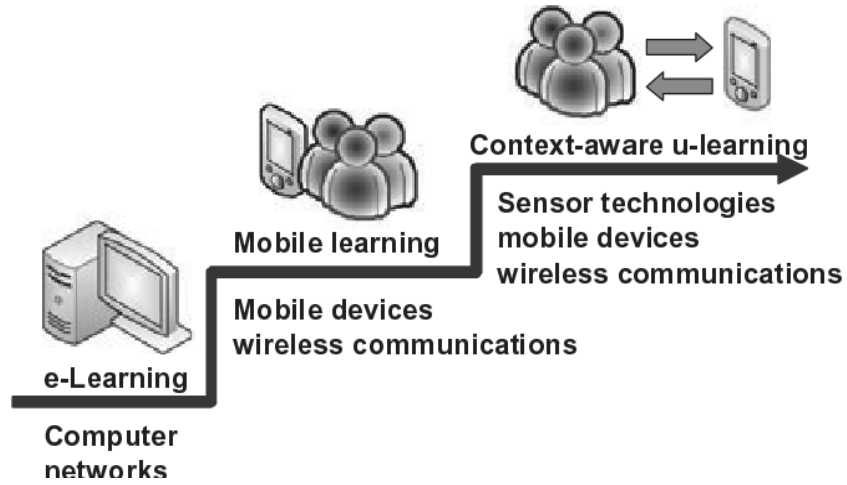 Context-aware u-learning
Sensor technologies
mobile devices
wireless communications
Mobile learning
Mobile devices
wireless communications
e-Learning
Computer
networks